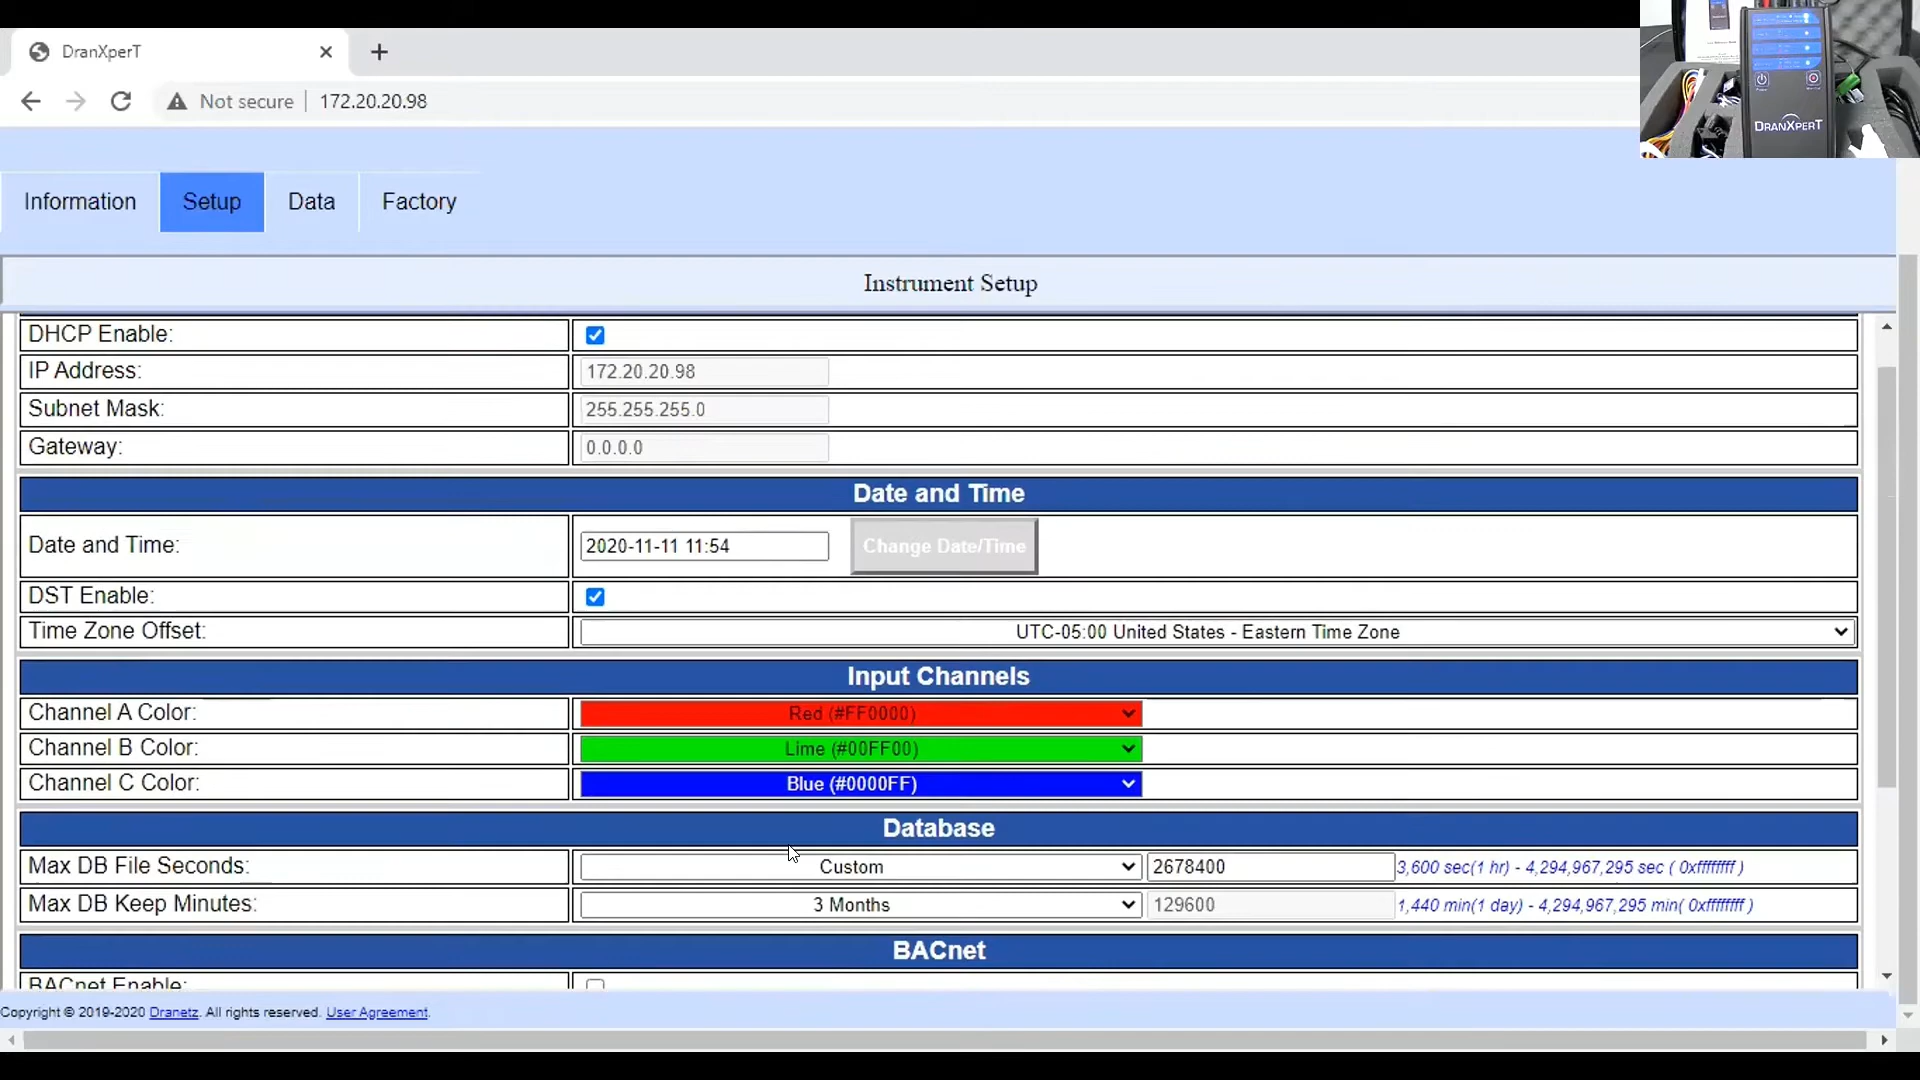 DranXperT
Not secure 172.20.20.98
DRANXPERT
Information Setup Data Factory
Instrument Setup
DHCP Enable:
IP Address: 172.20.20.98
Subnet Mask: 255.255.255.0
Gateway: 0.0.0.0
Date and Time
Date and Time: 2020-11-11 11:54 Change Date/Time
DST Enable:
Time Zone Offset: UTC-05:00 United States - Eastern Time Zone
Input Channels
Channel A Color: Red (#FF0000)
Channel B Color: Lime (#00FF00)
Channel C Color: Blue (#0000FF)
Database
Max DB File Seconds: Custom 2678400 3,600 sec(1 hr) - 4,294,967,295 sec ( 0xffffffff )
Max DB Keep Minutes: 3 Months 129600 1,440 min(1 day) - 4,294,967,295 min( 0xffffffff )
BACnet
BACnet Enable:
Copyright © 2019-2020 Dranetz. All rights reserved. User Agreement.